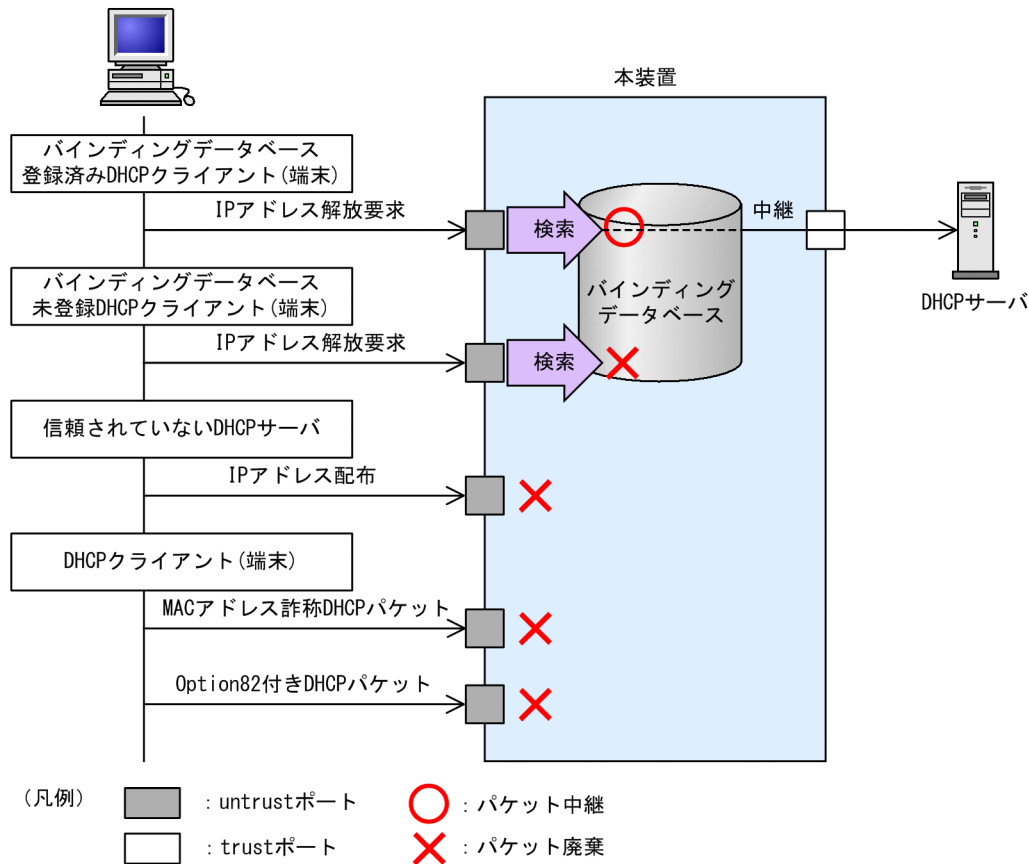 本装置
バインディングデータベース
登録済みDHCPクライアント(端末)
IPアドレス解放要求
検索
中継
バインディング
データベース
DHCPサーバ
バインディングデータベース
未登録DHCPクライアント(端末)
IPアドレス解放要求
検索
信頼されていないDHCPサーバ
IPアドレス配布
DHCPクライアント(端末)
MACアドレス詐称DHCPパケット
Option82付きDHCPパケット
(凡例)
:untrustポート
:パケット中継
:trustポート
:パケット廃棄